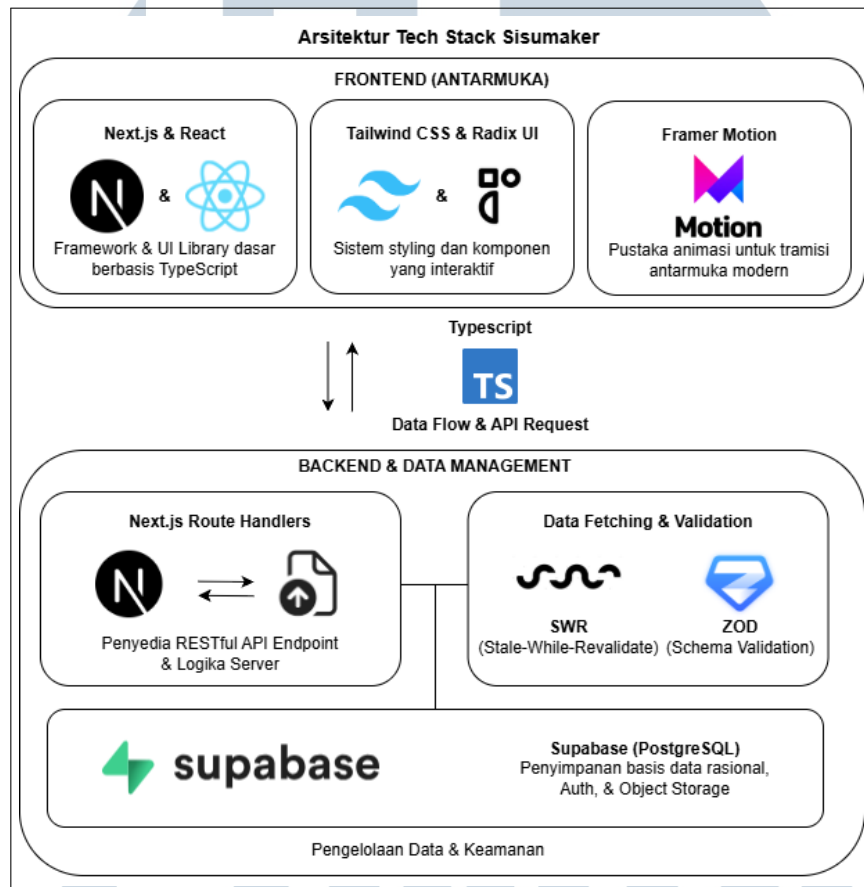 Arsitektur Tech Stack Sisumaker
FRONTEND (ANTARMUKA)
Next.js & React
N
&
Framework & UI Library dasar
berbasis TypeScript
Tailwind CSS & Radix UI
&
Sistem styling dan komponen
yang interaktif
Framer Motion
Motion
Pustaka animasi untuk tramisi
antarmuka modern
Typescript
TS
Data Flow & API Request
BACKEND & DATA MANAGEMENT
Next.js Route Handlers
N
Penyedia RESTful API Endpoint
& Logika Server
Data Fetching & Validation
SWR
(Stale-While-Revalidate)
ZOD
(Schema Validation)
supabase
Supabase (PostgreSQL)
Penyimpanan basis data rasional,
Auth, & Object Storage
Pengelolaan Data & Keamanan